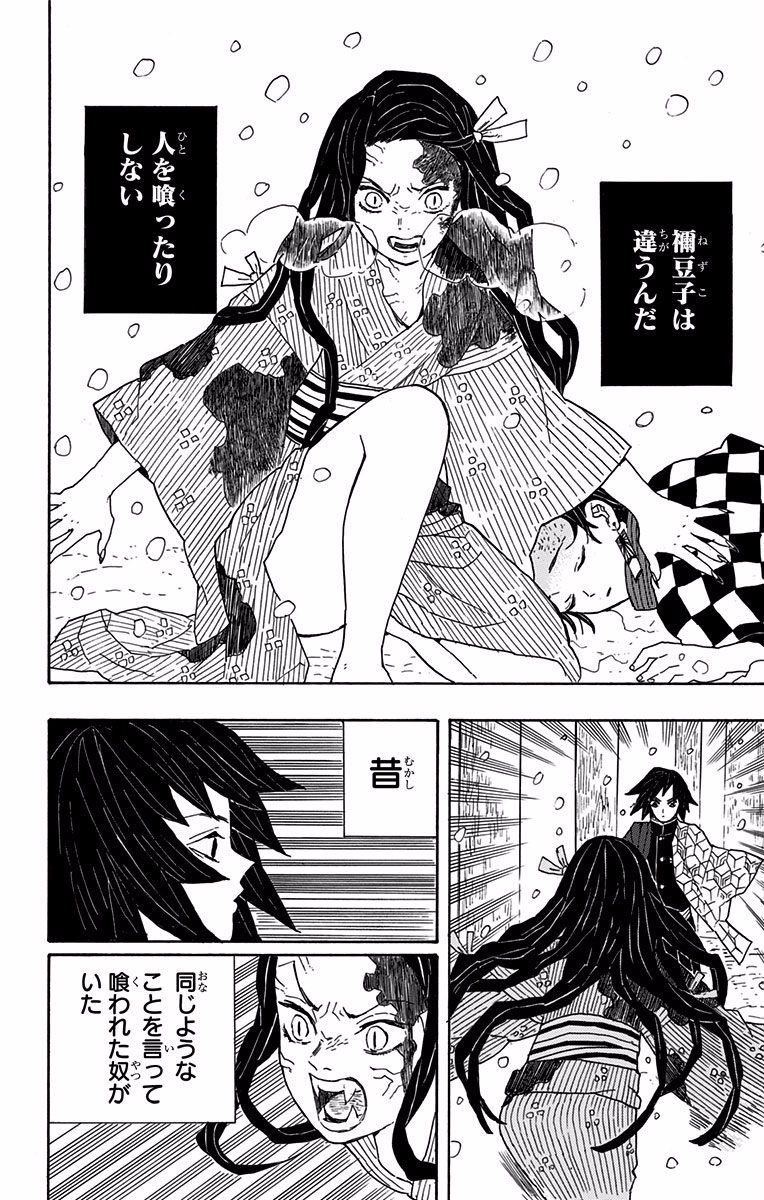 禰豆子は
違うんだ
人を喰ったり
しない
昔
同じような
ことを言って
喰われた奴が
いた